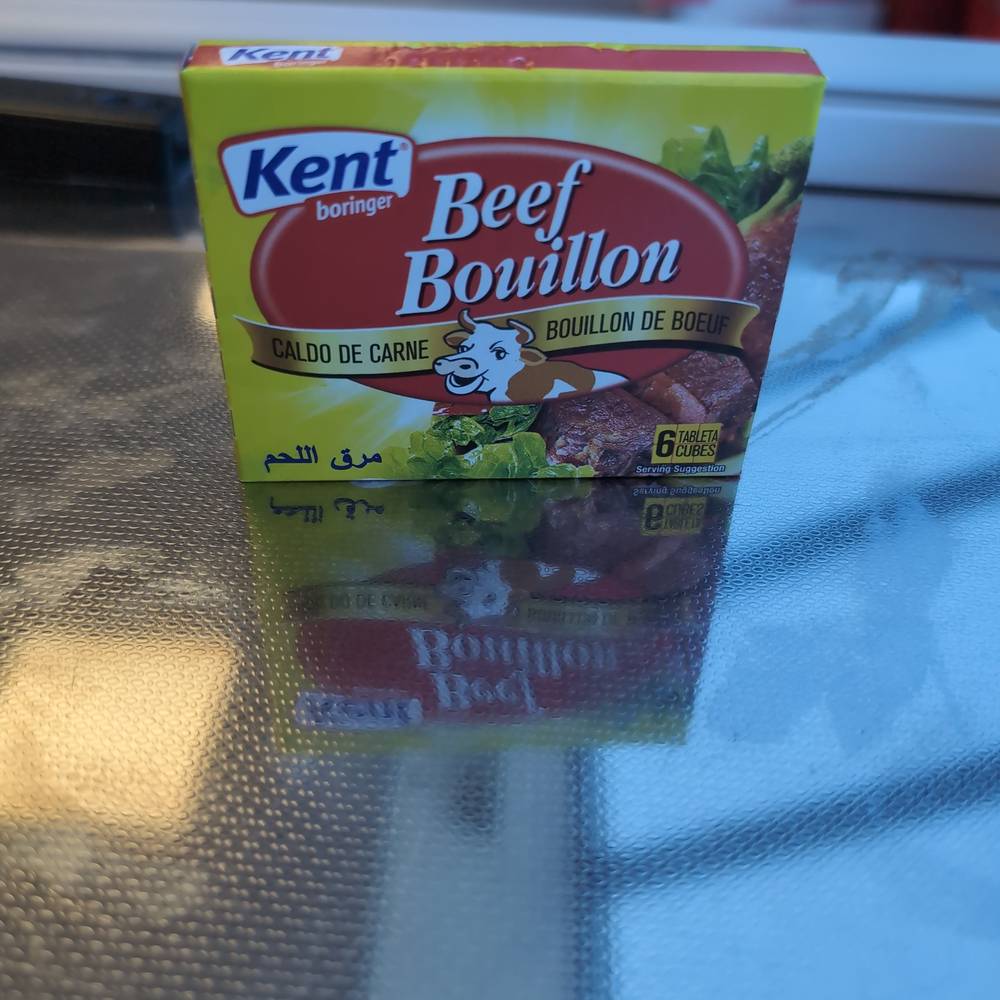 Kent
Kent
boringer
Beef
Bouillon
CALDO DE CARNE
BOUILLON DE BOEUF
مرق اللحم
6 TABLETA
CUBES
Serving Suggestion